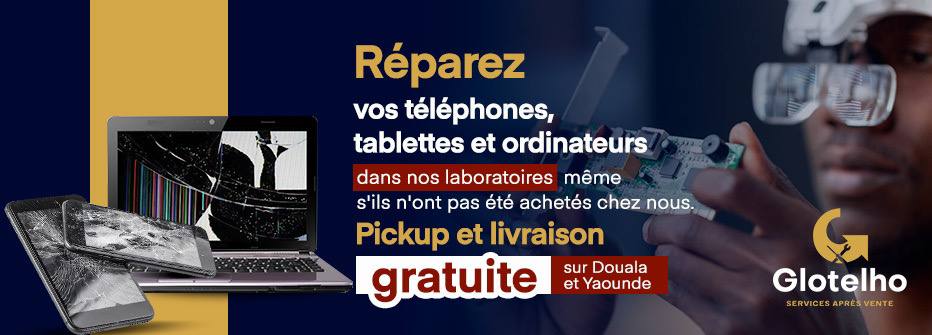 Réparez
vos téléphones,
tablettes et ordinateurs
dans nos laboratoires même
s'ils n'ont pas été achetés chez nous.
Pickup et livraison
gratuite sur Douala
et Yaounde
Glotelho
SERVICES APRÈS VENTE